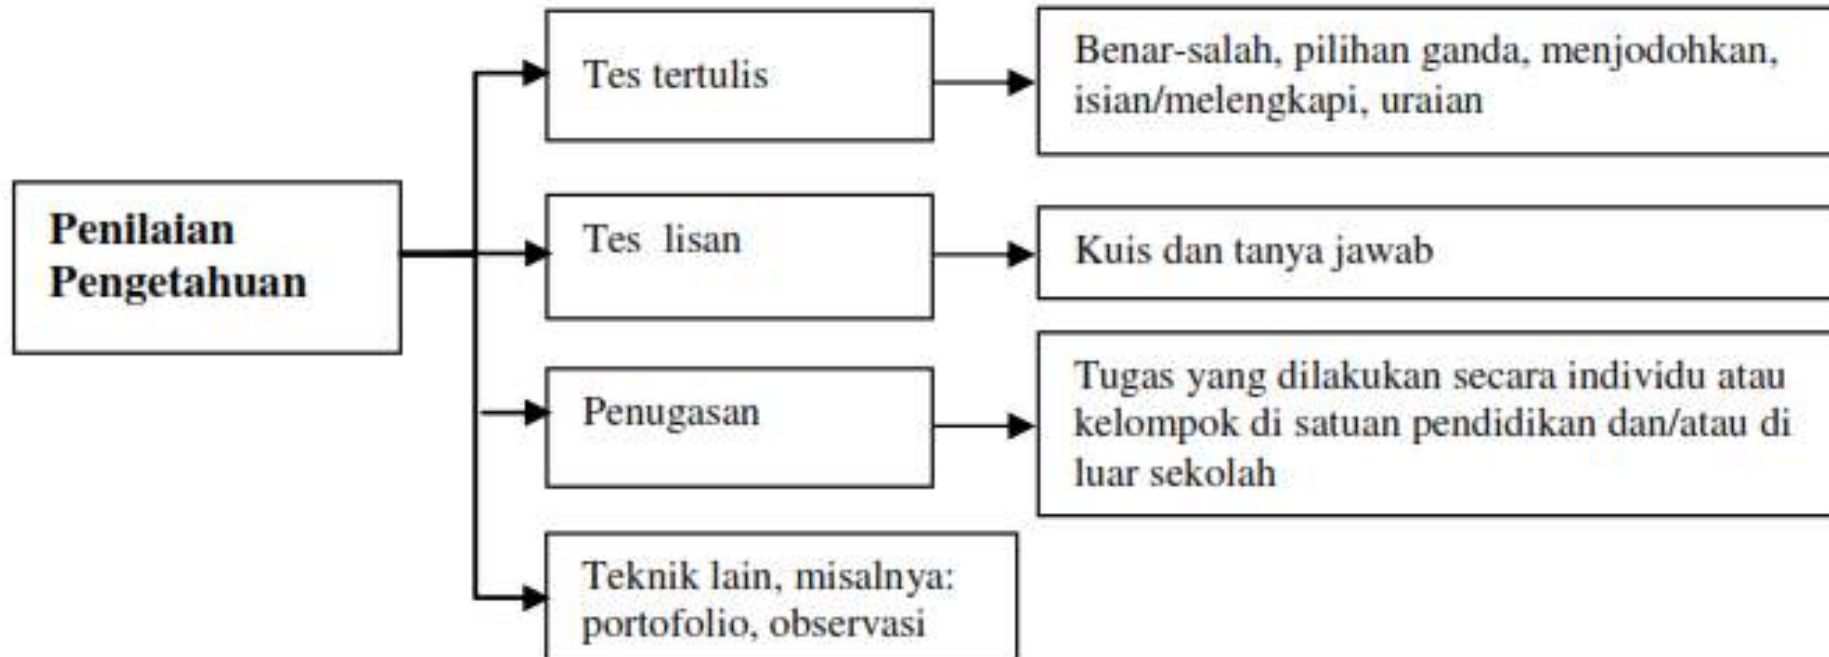 Penilaian
Pengetahuan
Tes tertulis
Benar-salah, pilihan ganda, menjodohkan,
isian/melengkapi, uraian
Tes lisan
Kuis dan tanya jawab
Penugasan
Tugas yang dilakukan secara individu atau
kelompok di satuan pendidikan dan/atau di
luar sekolah
Teknik lain, misalnya:
portofolio, observasi